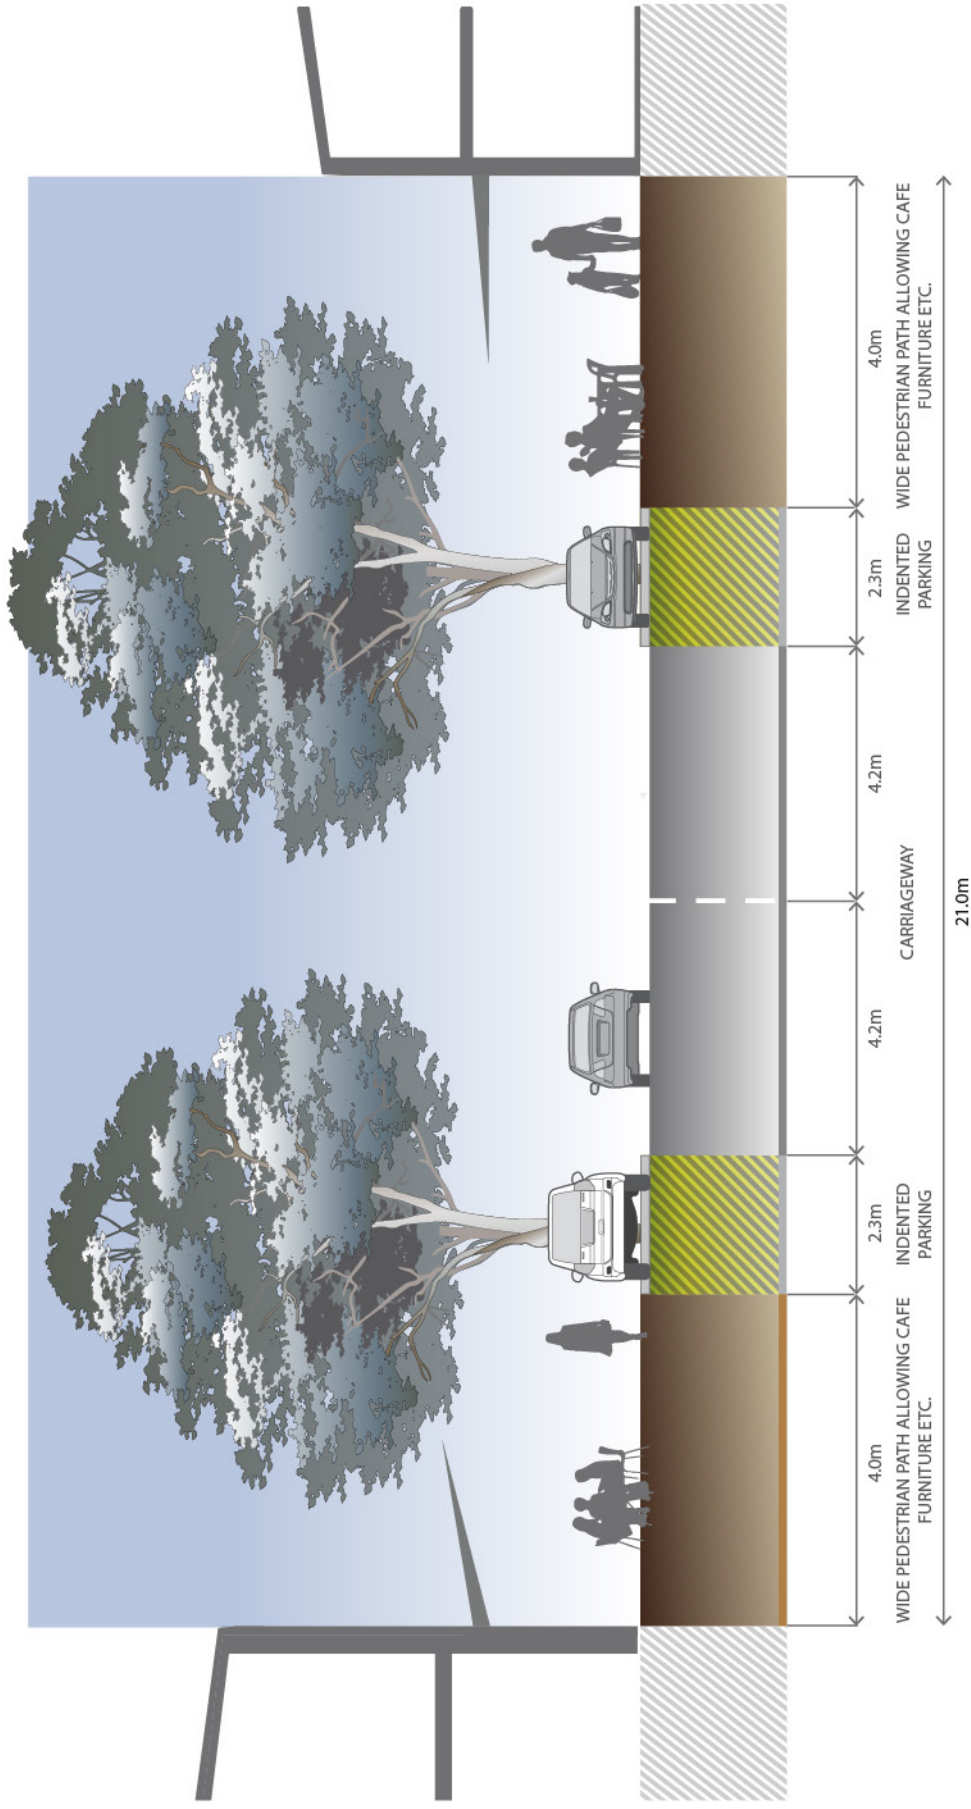 4.0m
2.3m
4.2m
4.2m
2.3m
4.0m
WIDE PEDESTRIAN PATH ALLOWING CAFE
FURNITURE ETC.
INDENTED
PARKING
CARRIAGEWAY
INDENTED
PARKING
WIDE PEDESTRIAN PATH ALLOWING CAFE
FURNITURE ETC.
21.0m